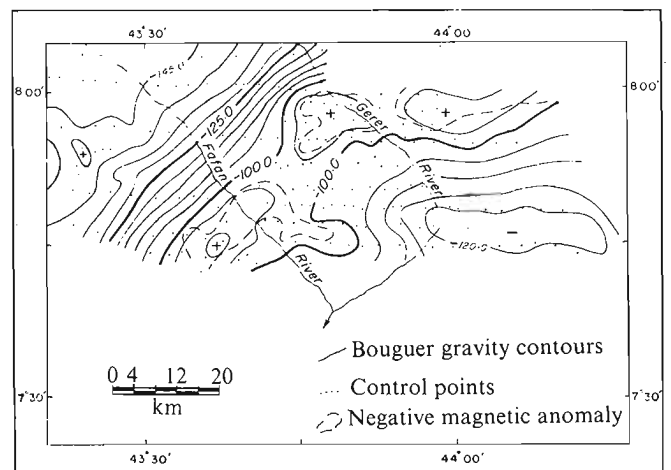 43°30' 44°00'
8°00' 8°00'
-145.0
-125.0
Fafan
-100.0
River
Gerer
River
-100.0
-120.0
+
+
+
+
−
Bouguer gravity contours
Control points
Negative magnetic anomaly
0 4 12 20
km
7°30' 7°30'
43°30' 44°00'